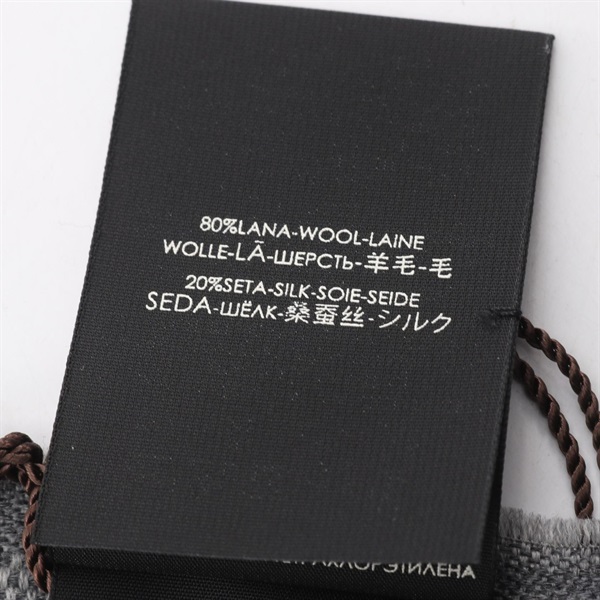 80%LANA-WOOL-LAINE
WOLLE-LÃ-ШЕРСТЬ-羊毛-毛
20%SETA-SILK-SOIE-SEIDE
SEDA-ШЁЛК-桑蚕丝-シルク